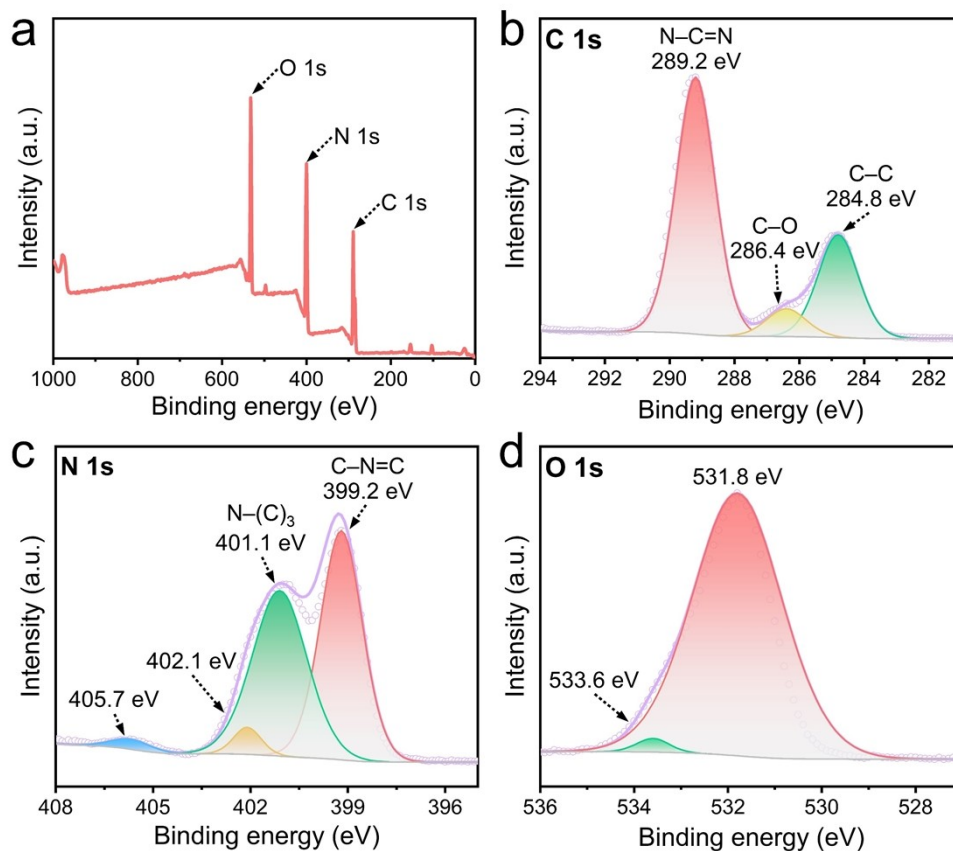 a
O 1s
N 1s
C 1s
Intensity (a.u.)
1000 800 600 400 200 0
Binding energy (eV)
b
C 1s
N–C=N
289.2 eV
C–C
284.8 eV
C–O
286.4 eV
Intensity (a.u.)
294 292 290 288 286 284 282
Binding energy (eV)
c
N 1s
C–N=C
399.2 eV
N–(C)3
401.1 eV
402.1 eV
405.7 eV
Intensity (a.u.)
408 405 402 399 396
Binding energy (eV)
d
O 1s
531.8 eV
533.6 eV
Intensity (a.u.)
536 534 532 530 528
Binding energy (eV)